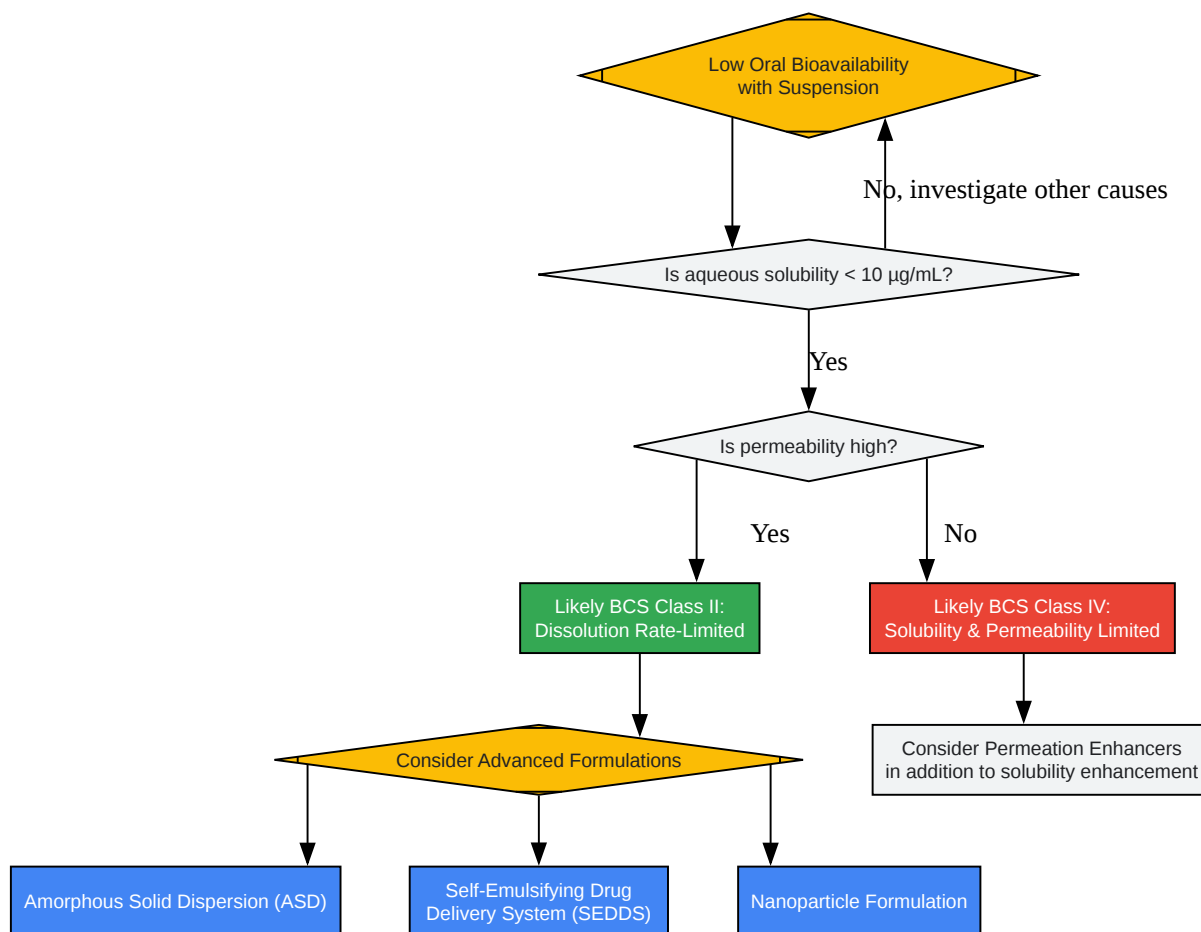 Low Oral Bioavailability
with Suspension
No, investigate other causes
Is aqueous solubility < 10 µg/mL?
Yes
Is permeability high?
Yes
No
Likely BCS Class II:
Dissolution Rate-Limited
Likely BCS Class IV:
Solubility & Permeability Limited
Consider Advanced Formulations
Consider Permeation Enhancers
in addition to solubility enhancement
Amorphous Solid Dispersion (ASD)
Self-Emulsifying Drug
Delivery System (SEDDS)
Nanoparticle Formulation